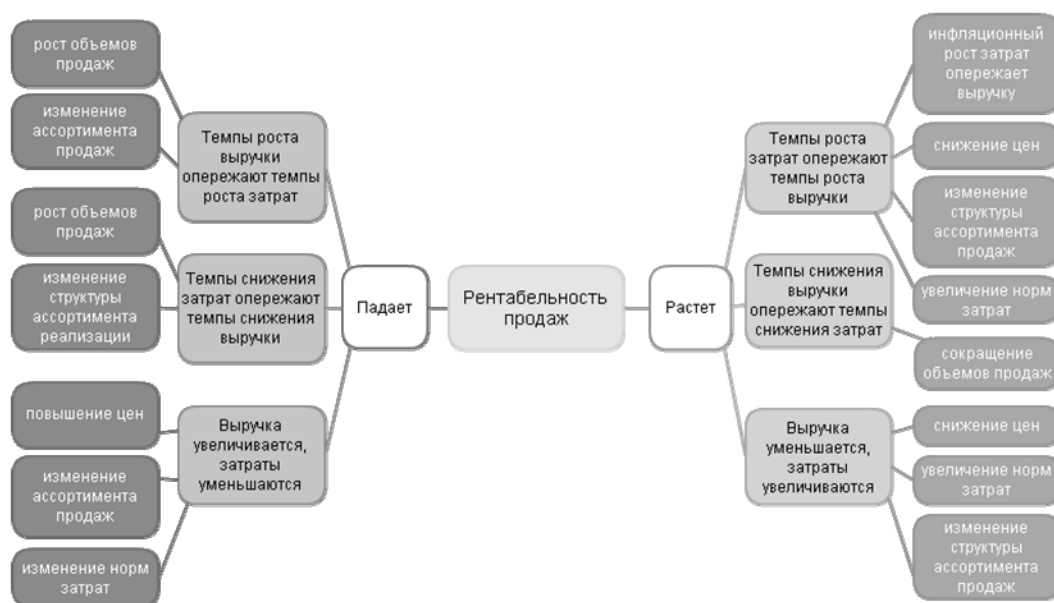 рост объемов
продаж
изменение
ассортимента
продаж
Темпы роста
выручки
опережают темпы
роста затрат
рост объемов
продаж
изменение
структуры
ассортимента
реализации
Темпы снижения
затрат опережают
темпы снижения
выручки
повышение цен
изменение
ассортимента
продаж
изменение норм
затрат
Выручка
увеличивается,
затраты
уменьшаются
Падает
Рентабельность
продаж
Растет
Темпы роста
затрат опережают
темпы роста
выручки
инфляционный
рост затрат
опережает
выручку
снижение цен
изменение
структуры
ассортимента
продаж
увеличение норм
затрат
Темпы снижения
выручки
опережают темпы
снижения затрат
сокращение
объемов продаж
Выручка
уменьшается,
затраты
увеличиваются
снижение цен
увеличение норм
затрат
изменение
структуры
ассортимента
продаж